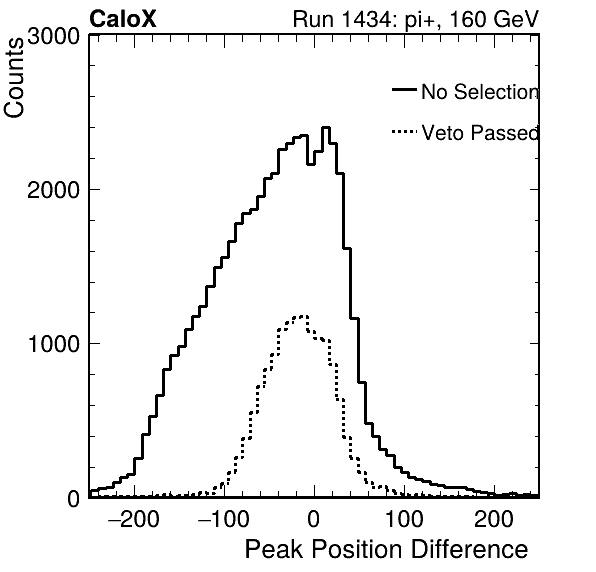 CaloX Run 1434: pi+, 160 GeV
Counts
3000
2000
1000
0
No Selection
Veto Passed
−200 −100 0 100 200
Peak Position Difference